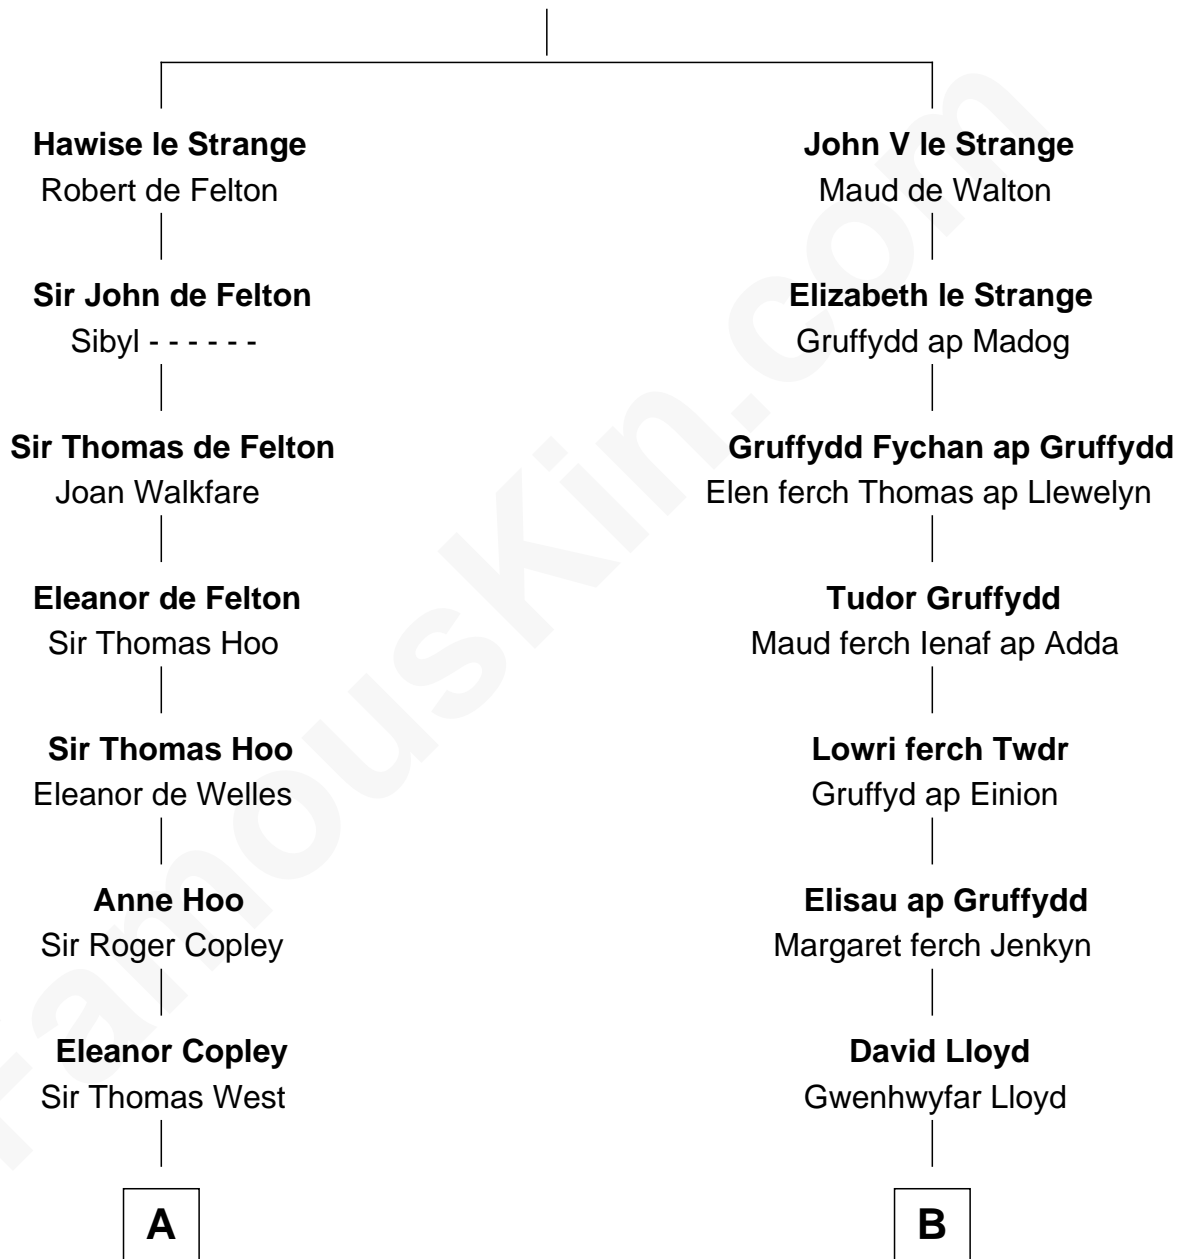 Hawise le Strange
Robert de Felton
Sir John de Felton
Sibyl - - - - - -
Sir Thomas de Felton
Joan Walkfare
Eleanor de Felton
Sir Thomas Hoo
Sir Thomas Hoo
Eleanor de Welles
Anne Hoo
Sir Roger Copley
Eleanor Copley
Sir Thomas West
A
John V le Strange
Maud de Walton
Elizabeth le Strange
Gruffydd ap Madog
Gruffydd Fychan ap Gruffydd
Elen ferch Thomas ap Llewelyn
Tudor Gruffydd
Maud ferch Ienaf ap Adda
Lowri ferch Twdr
Gruffyd ap Einion
Elisau ap Gruffydd
Margaret ferch Jenkyn
David Lloyd
Gwenhwyfar Lloyd
B
FamousKin.com